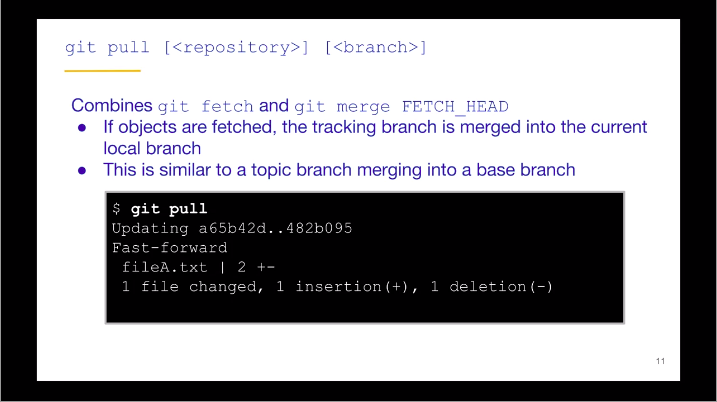 git pull [<repository>] [<branch>]
Combines git fetch and git merge FETCH_HEAD
● If objects are fetched, the tracking branch is merged into the current
local branch
● This is similar to a topic branch merging into a base branch
$ git pull
Updating a65b42d..482b095
Fast-forward
fileA.txt | 2 +-
1 file changed, 1 insertion(+), 1 deletion(-)
11